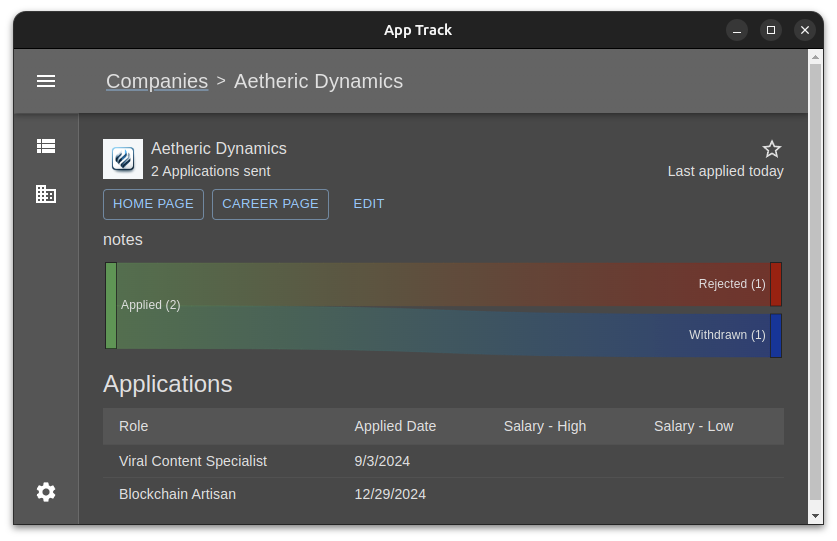 App Track
Companies > Aetheric Dynamics
Aetheric Dynamics
2 Applications sent
Last applied today
HOME PAGE CAREER PAGE EDIT
notes
Rejected (1)
Applied (2)
Withdrawn (1)
Applications
Role Applied Date Salary - High Salary - Low
Viral Content Specialist 9/3/2024
Blockchain Artisan 12/29/2024